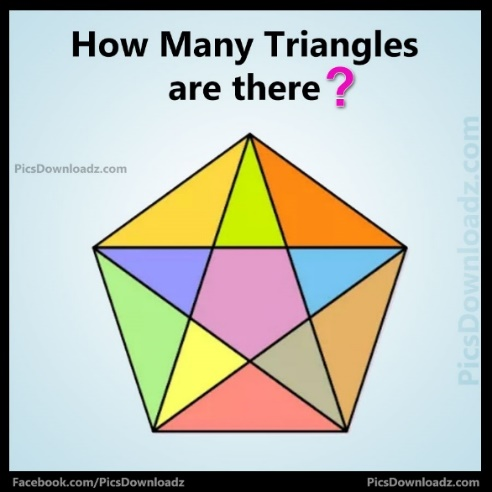 How Many Triangles
are there?
PicsDownloadz.com
PicsDownloadz.com
Facebook.com/PicsDownloadz
PicsDownloadz.com